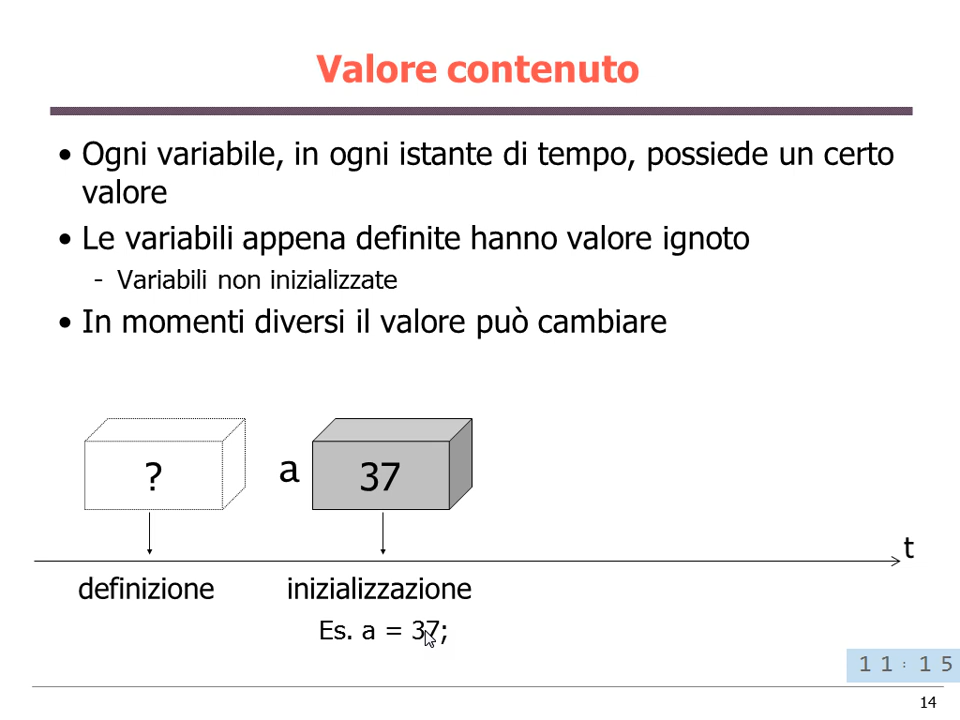 Valore contenuto
• Ogni variabile, in ogni istante di tempo, possiede un certo
valore
• Le variabili appena definite hanno valore ignoto
- Variabili non inizializzate
• In momenti diversi il valore può cambiare
?
a
37
t
definizione
inizializzazione
Es. a = 37;
11:15
14